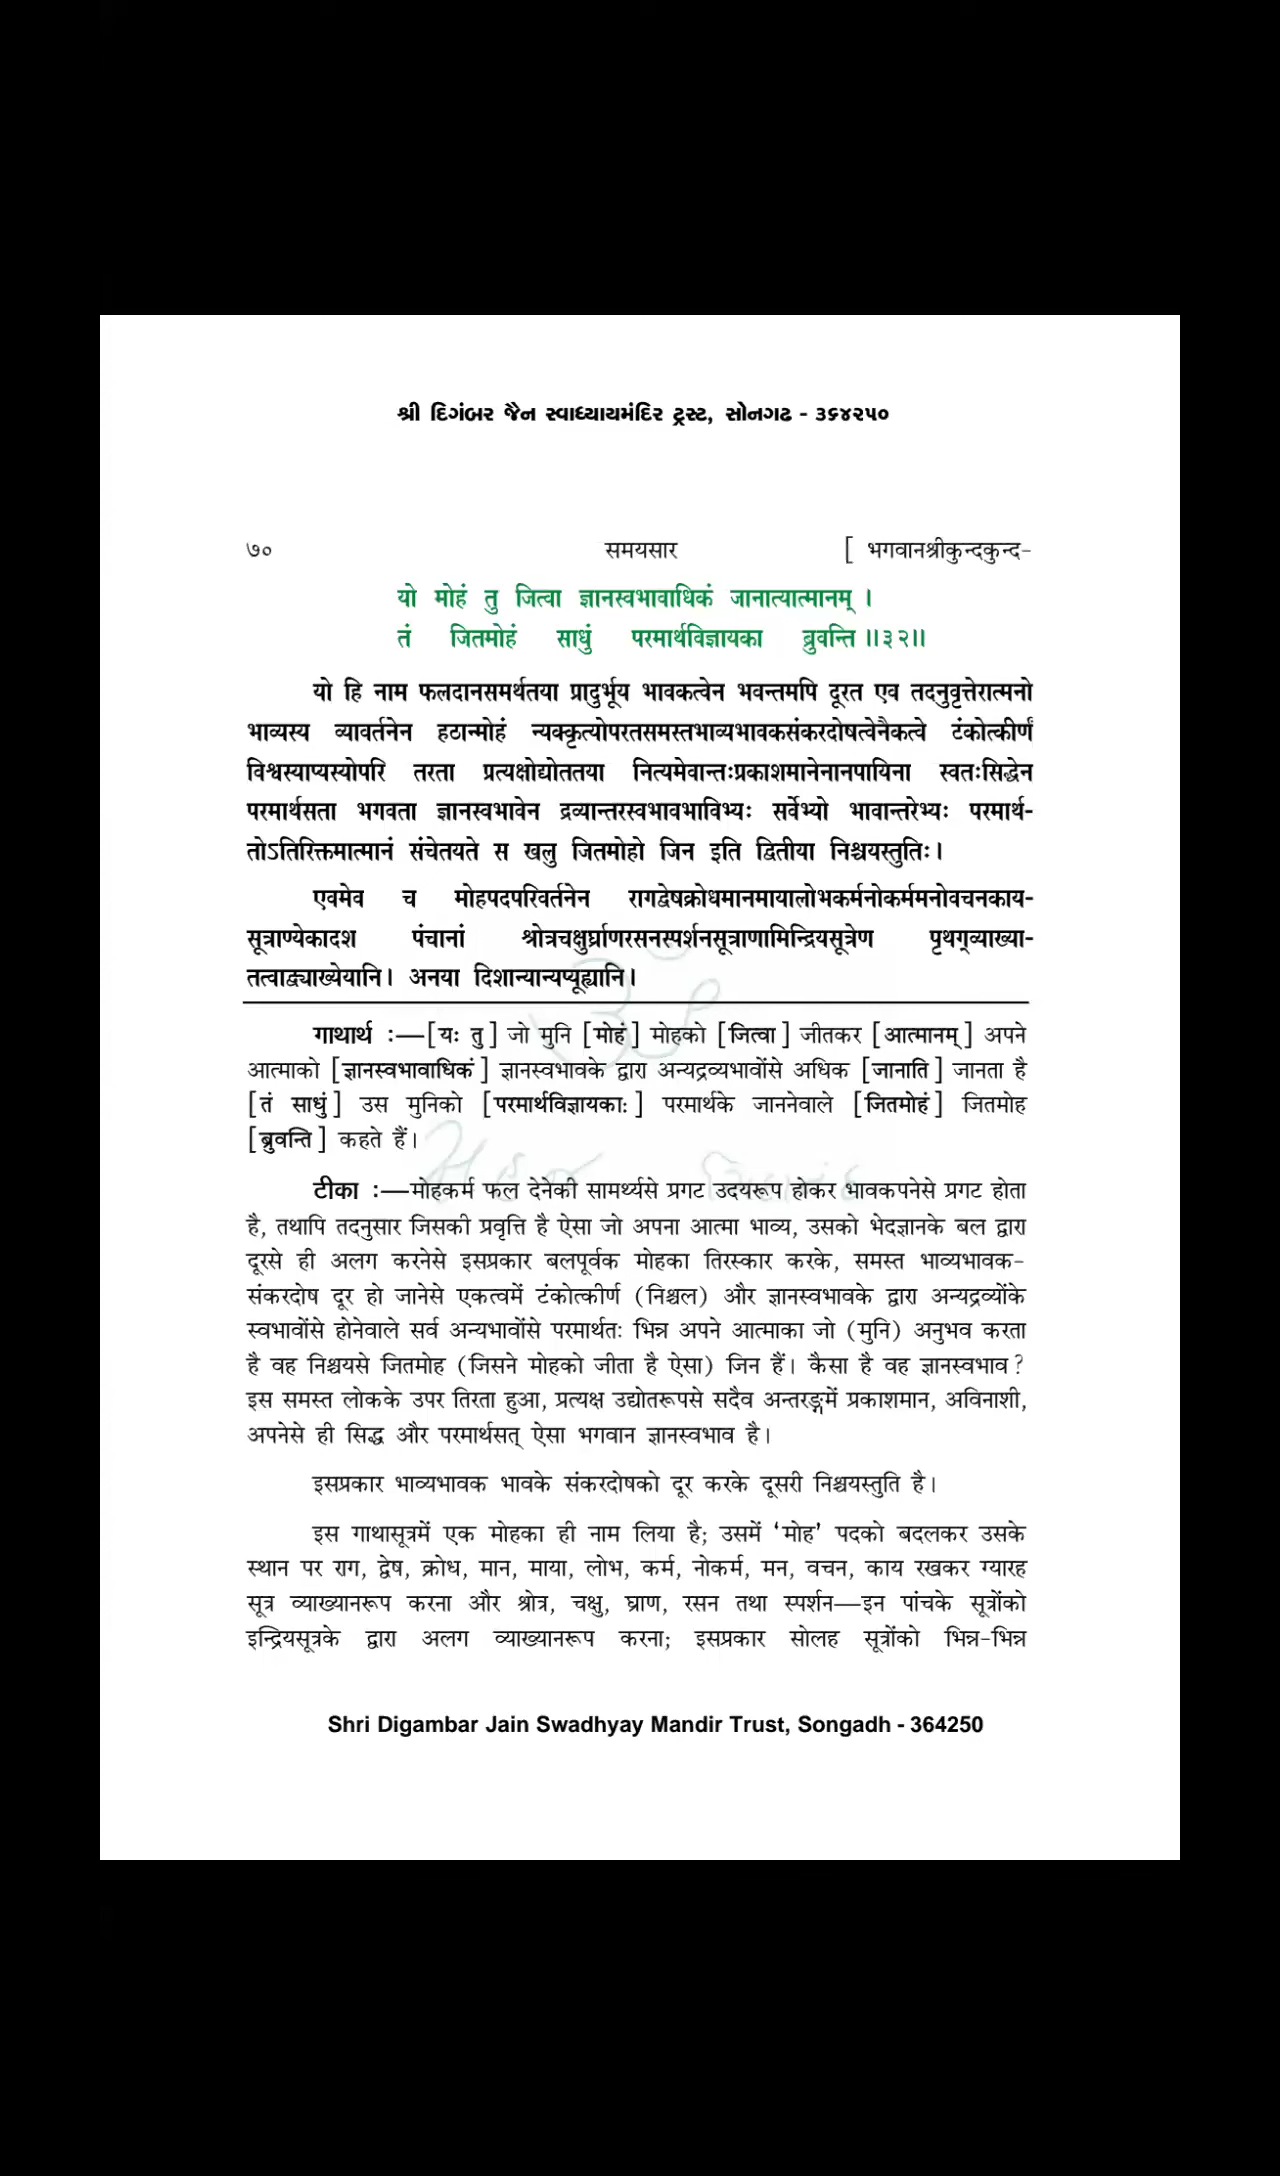 શ્રી દિગંબર જૈન સ્વાધ્યાયમંદિર ટ્રસ્ટ, સોનગઢ - ૩૬૪૨૫૦
७० समयसार [ भगवानश्रीकुन्दकुन्द-
यो मोहं तु जित्वा ज्ञानस्वभावाधिकं जानात्यात्मानम् ।
तं जितमोहं साधुं परमार्थविज्ञायका ब्रुवन्ति ॥३२॥
यो हि नाम फलदानसमर्थतया प्रादुर्भूय भावकत्वेन भवन्तमपि दूरत एव तदनुवृत्तेरात्मनो
भाव्यस्य व्यावर्तनेन हठान्मोहं न्यक्कृत्योपरतसमस्तभाव्यभावकसंकरदोषत्वेनैकत्वे टंकोत्कीर्णं
विश्वस्याप्यस्योपरि तरता प्रत्यक्षोद्योततया नित्यमेवान्तःप्रकाशमानेनानपायिना स्वतःसिद्धेन
परमार्थसता भगवता ज्ञानस्वभावेन द्रव्यान्तरस्वभावभाविभ्यः सर्वेभ्यो भावान्तरेभ्यः परमार्थ-
तोऽतिरिक्तमात्मानं संचेतयते स खलु जितमोहो जिन इति द्वितीया निश्चयस्तुतिः।
एवमेव च मोहपदपरिवर्तनेन रागद्वेषक्रोधमानमायालोभकर्मनोकर्ममनोवचनकाय-
सूत्राण्येकादश पंचानां श्रोत्रचक्षुर्घ्राणरसनस्पर्शनसूत्राणामिन्द्रियसूत्रेण पृथग्व्याख्या-
तत्वाद्व्याख्येयानि। अनया दिशान्यान्यप्यूह्यानि।
गाथार्थ :—[यः तु] जो मुनि [मोहं] मोहको [जित्वा] जीतकर [आत्मानम्] अपने
आत्माको [ज्ञानस्वभावाधिकं] ज्ञानस्वभावके द्वारा अन्यद्रव्यभावोंसे अधिक [जानाति] जानता है
[तं साधुं] उस मुनिको [परमार्थविज्ञायकाः] परमार्थके जाननेवाले [जितमोहं] जितमोह
[ब्रुवन्ति] कहते हैं।
टीका :—मोहकर्म फल देनेकी सामर्थ्यसे प्रगट उदयरूप होकर भावकपनेसे प्रगट होता
है, तथापि तदनुसार जिसकी प्रवृत्ति है ऐसा जो अपना आत्मा भाव्य, उसको भेदज्ञानके बल द्वारा
दूरसे ही अलग करनेसे इसप्रकार बलपूर्वक मोहका तिरस्कार करके, समस्त भाव्यभावक-
संकरदोष दूर हो जानेसे एकत्वमें टंकोत्कीर्ण (निश्चल) और ज्ञानस्वभावके द्वारा अन्यद्रव्योंके
स्वभावोंसे होनेवाले सर्व अन्यभावोंसे परमार्थतः भिन्न अपने आत्माका जो (मुनि) अनुभव करता
है वह निश्चयसे जितमोह (जिसने मोहको जीता है ऐसा) जिन हैं। कैसा है वह ज्ञानस्वभाव?
इस समस्त लोकके उपर तिरता हुआ, प्रत्यक्ष उद्योतरूपसे सदैव अन्तरङ्गमें प्रकाशमान, अविनाशी,
अपनेसे ही सिद्ध और परमार्थसत् ऐसा भगवान ज्ञानस्वभाव है।
इसप्रकार भाव्यभावक भावके संकरदोषको दूर करके दूसरी निश्चयस्तुति है।
इस गाथासूत्रमें एक मोहका ही नाम लिया है; उसमें ‘मोह’ पदको बदलकर उसके
स्थान पर राग, द्वेष, क्रोध, मान, माया, लोभ, कर्म, नोकर्म, मन, वचन, काय रखकर ग्यारह
सूत्र व्याख्यानरूप करना और श्रोत्र, चक्षु, घ्राण, रसन तथा स्पर्शन—इन पांचके सूत्रोंको
इन्द्रियसूत्रके द्वारा अलग व्याख्यानरूप करना; इसप्रकार सोलह सूत्रोंको भिन्न-भिन्न
Shri Digambar Jain Swadhyay Mandir Trust, Songadh - 364250